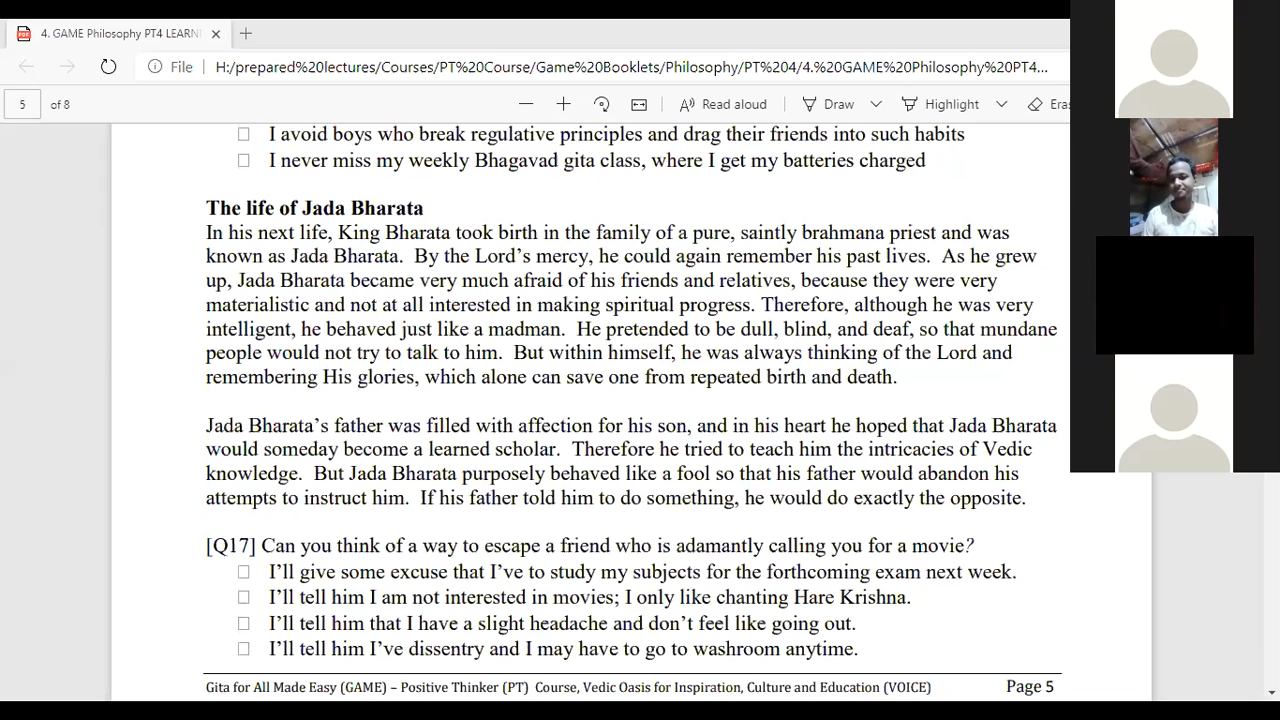 4. GAME Philosophy PT4 LEARN
File H:/prepared%20lectures/Courses/PT%20Course/Game%20Booklets/Philosophy/PT%204/4.%20GAME%20Philosophy%20PT4...
5 of 8 Read aloud Draw Highlight Eras
I avoid boys who break regulative principles and drag their friends into such habits
I never miss my weekly Bhagavad gita class, where I get my batteries charged
The life of Jada Bharata
In his next life, King Bharata took birth in the family of a pure, saintly brahmana priest and was
known as Jada Bharata. By the Lord's mercy, he could again remember his past lives. As he grew
up, Jada Bharata became very much afraid of his friends and relatives, because they were very
materialistic and not at all interested in making spiritual progress. Therefore, although he was very
intelligent, he behaved just like a madman. He pretended to be dull, blind, and deaf, so that mundane
people would not try to talk to him. But within himself, he was always thinking of the Lord and
remembering His glories, which alone can save one from repeated birth and death.
Jada Bharata's father was filled with affection for his son, and in his heart he hoped that Jada Bharata
would someday become a learned scholar. Therefore he tried to teach him the intricacies of Vedic
knowledge. But Jada Bharata purposely behaved like a fool so that his father would abandon his
attempts to instruct him. If his father told him to do something, he would do exactly the opposite.
[Q17] Can you think of a way to escape a friend who is adamantly calling you for a movie?
I'll give some excuse that I've to study my subjects for the forthcoming exam next week.
I'll tell him I am not interested in movies; I only like chanting Hare Krishna.
I'll tell him that I have a slight headache and don't feel like going out.
I'll tell him I've dissentry and I may have to go to washroom anytime.
Gita for All Made Easy (GAME) – Positive Thinker (PT) Course, Vedic Oasis for Inspiration, Culture and Education (VOICE) Page 5